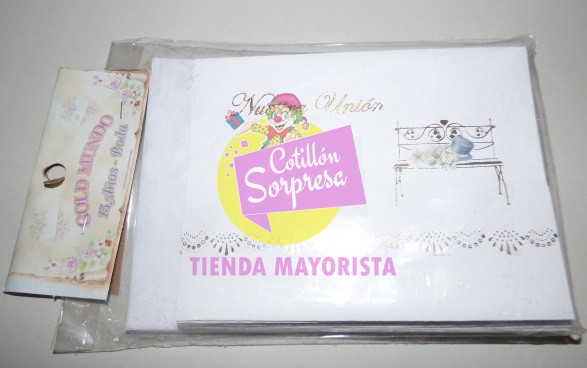 GOLD MUNDO
15 Años - Boda
Nuestra Unión
Cotillón
Sorpresa
TIENDA MAYORISTA